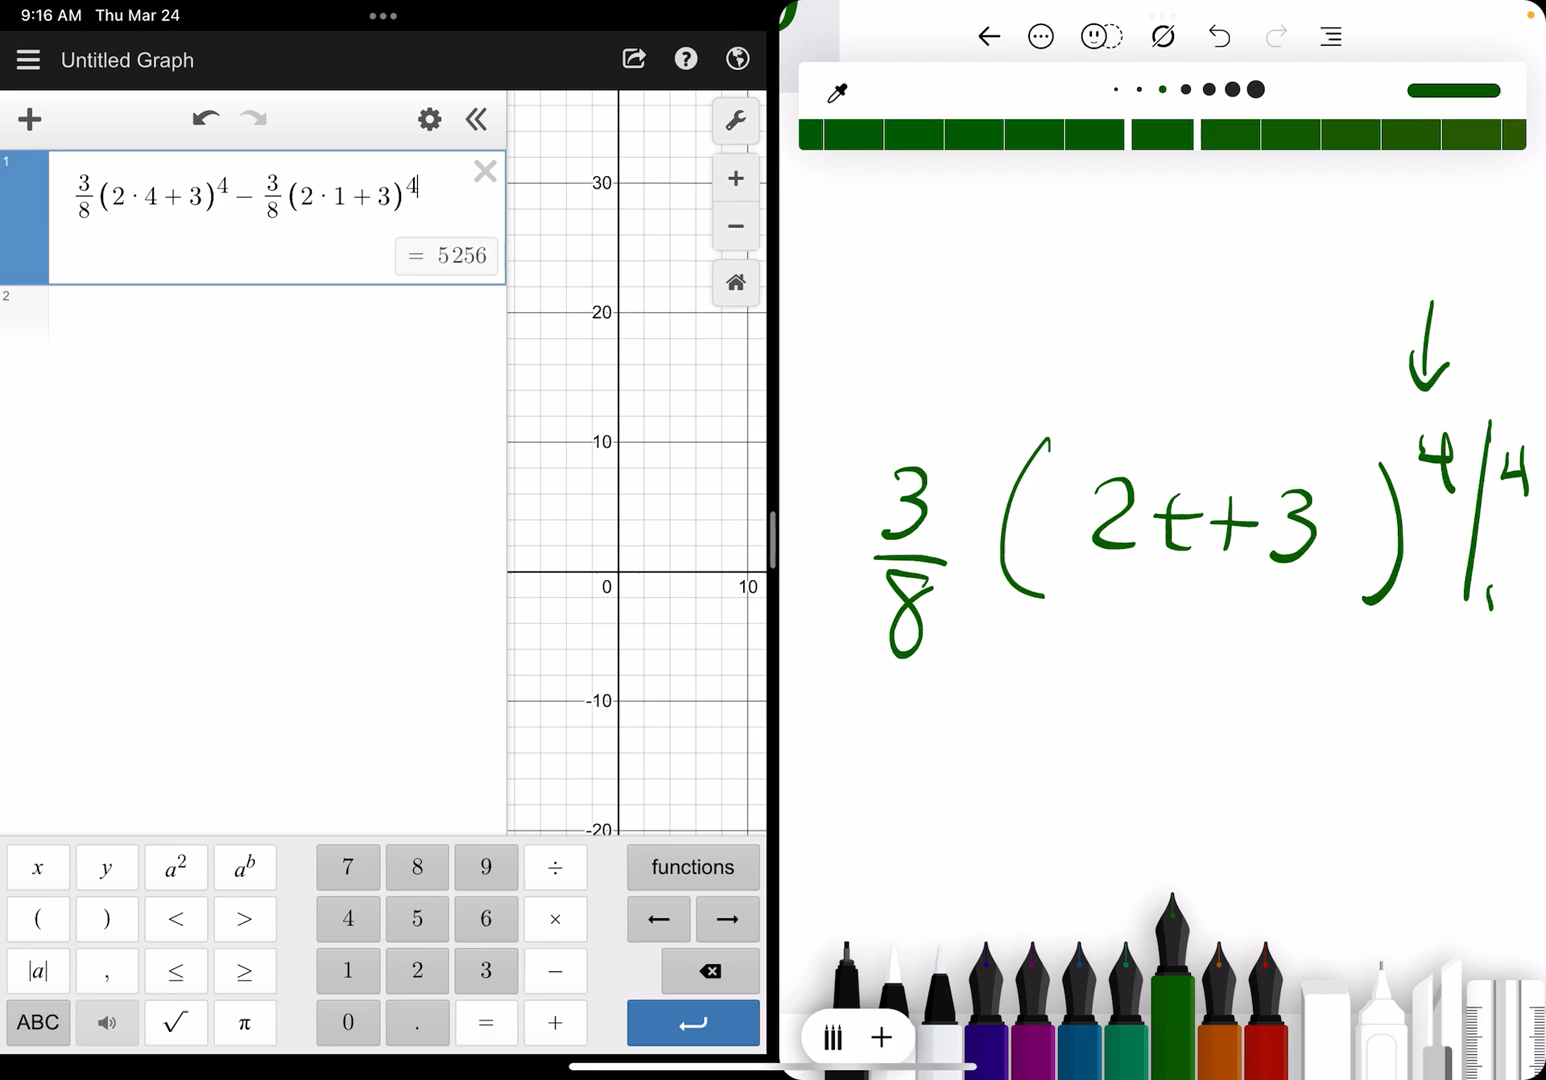 9:16 AM Thu Mar 24
Untitled Graph
1
3/8 (2 · 4 + 3)^4 − 3/8 (2 · 1 + 3)^4
= 5256
2
30
20
10
0
10
-10
-20
x y a^2 a^b 7 8 9 ÷ functions
( ) < > 4 5 6 × ← →
|a| , ≤ ≥ 1 2 3 −
ABC √ π 0 . = +
3/8 (2t+3)^4 |_1^4